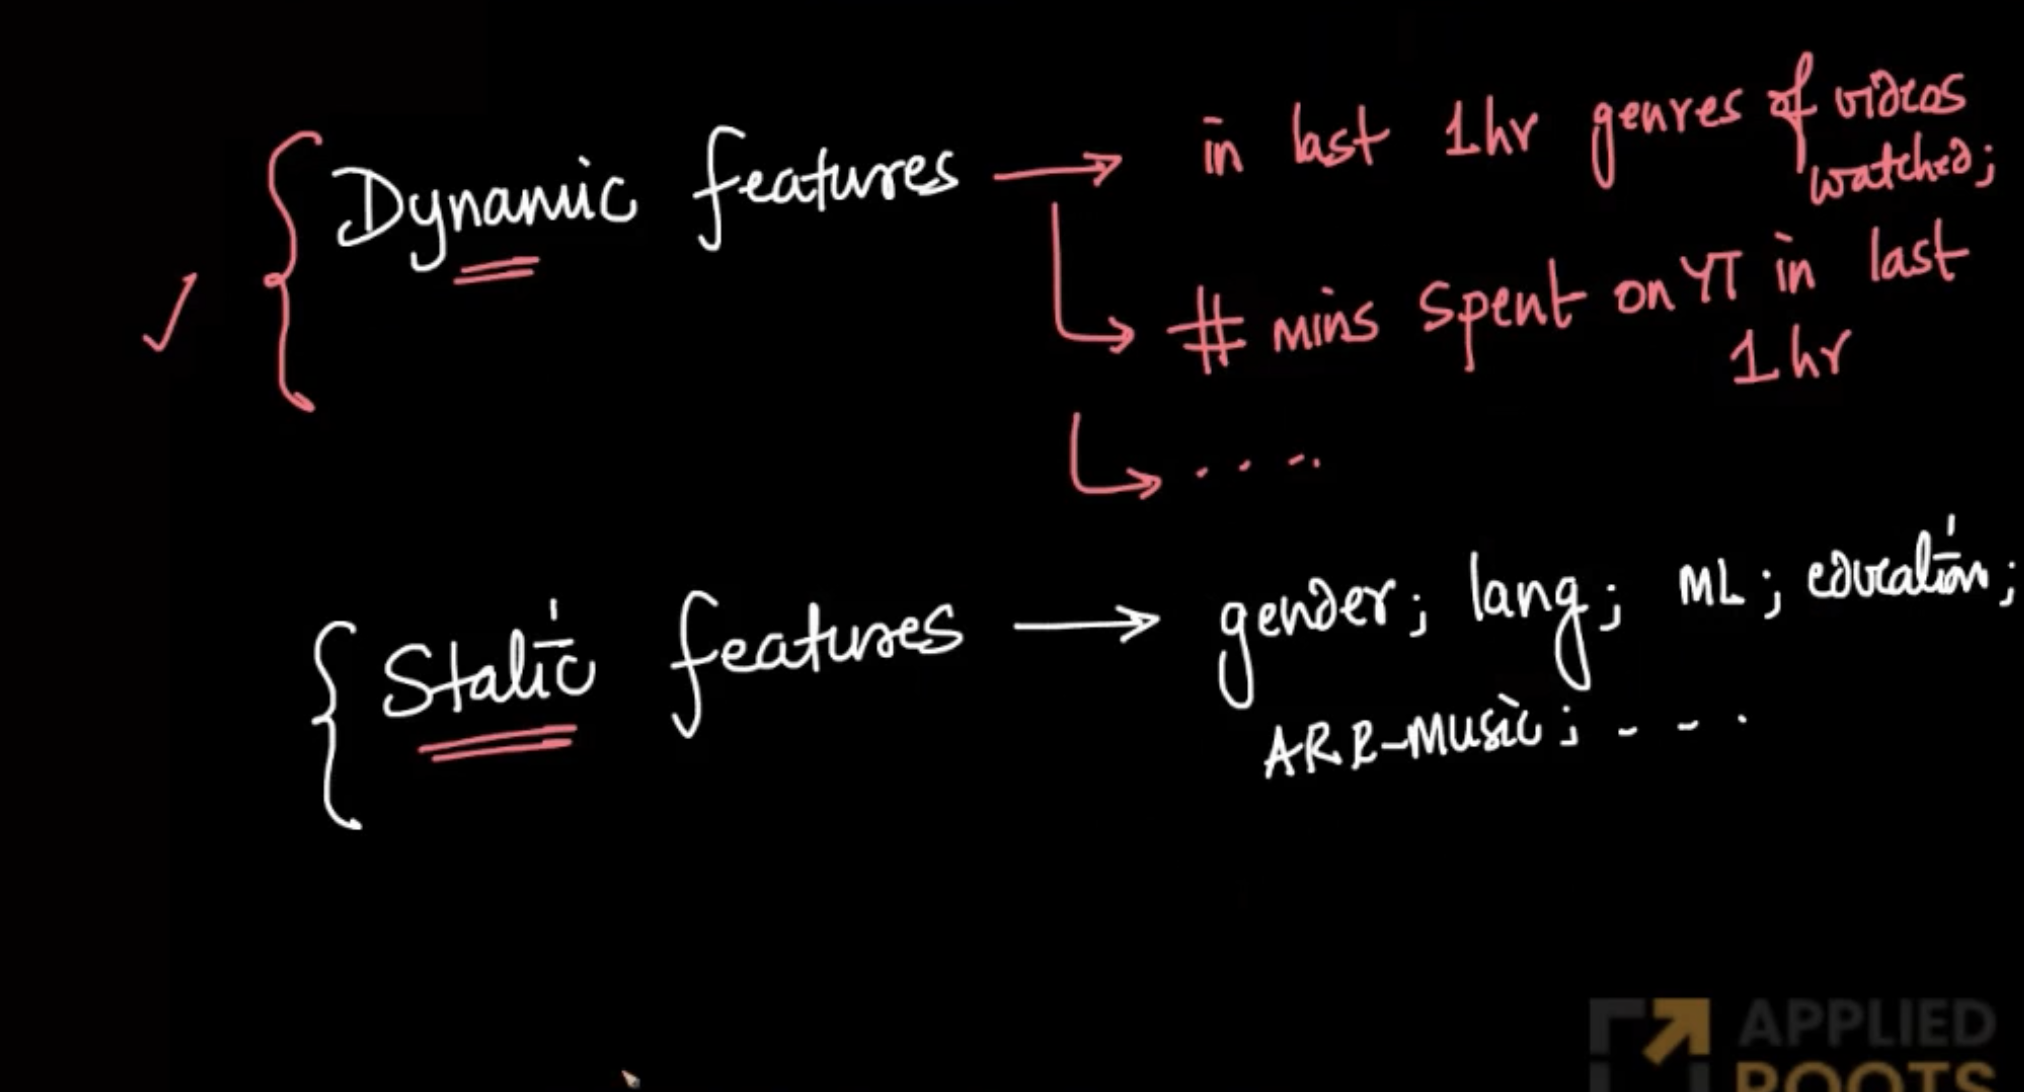 Dynamic features → in last 1hr genres of videos
watched;
# mins spent on YT in last
1hr
....
Static features → gender; lang; ML; education;
ARR-Music; - - .
APPLIED
ROOTS